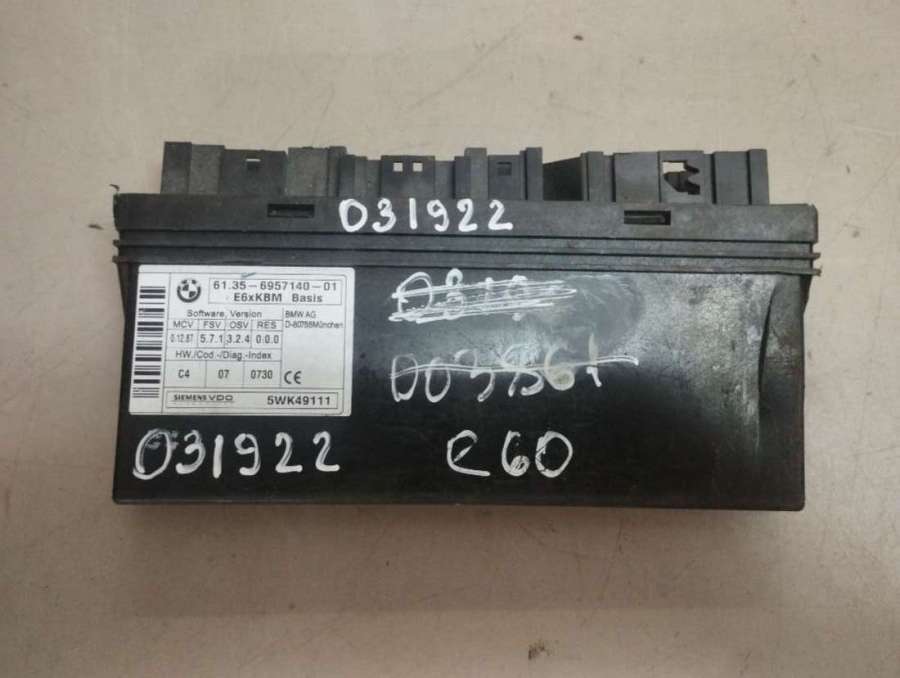 031922
61.35-6957140-01
E6xKBM Basis
Software, Version
BMW AG
D-80788München
MCV FSV OSV RES
0.12.87 5.7.1 3.2.4 0.0.0
HW./Cod.-/Diag.-Index
C4 07 0730 CE
SIEMENS VDO 5WK49111
031922
e60